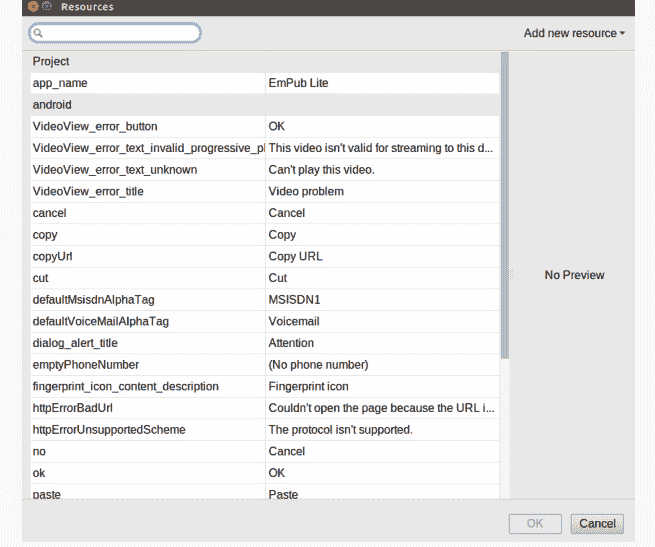 Resources
Add new resource
Project
app_name EmPub Lite
android
VideoView_error_button OK
VideoView_error_text_invalid_progressive_pl This video isn't valid for streaming to this d...
VideoView_error_text_unknown Can't play this video.
VideoView_error_title Video problem
cancel Cancel
copy Copy
copyUrl Copy URL
cut Cut
defaultMsisdnAlphaTag MSISDN1
defaultVoiceMailAlphaTag Voicemail
dialog_alert_title Attention
emptyPhoneNumber (No phone number)
fingerprint_icon_content_description Fingerprint icon
httpErrorBadUrl Couldn't open the page because the URL i...
httpErrorUnsupportedScheme The protocol isn't supported.
no Cancel
ok OK
paste Paste
No Preview
OK Cancel